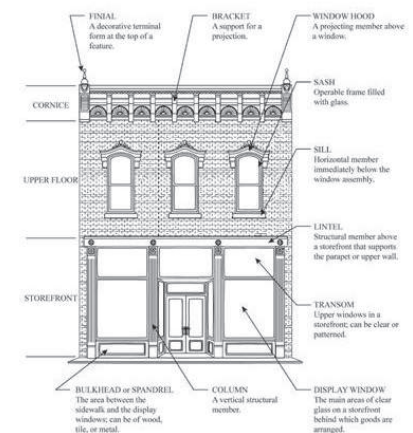 FINIAL
A decorative terminal
form at the top of a
feature.
BRACKET
A support for a
projection.
WINDOW HOOD
A projecting member above
a window.
SASH
Operable frame filled
with glass.
CORNICE
SILL
Horizontal member
immediately below the
window assembly.
UPPER FLOOR
LINTEL
Structural member above
a storefront that supports
the parapet or upper wall.
STOREFRONT
TRANSOM
Upper windows in a
storefront; can be clear or
patterned.
BULKHEAD or SPANDREL
The area between the
sidewalk and the display
windows; can be of wood,
tile, or metal.
COLUMN
A vertical structural
member.
DISPLAY WINDOW
The main areas of clear
glass on a storefront
behind which goods are
arranged.